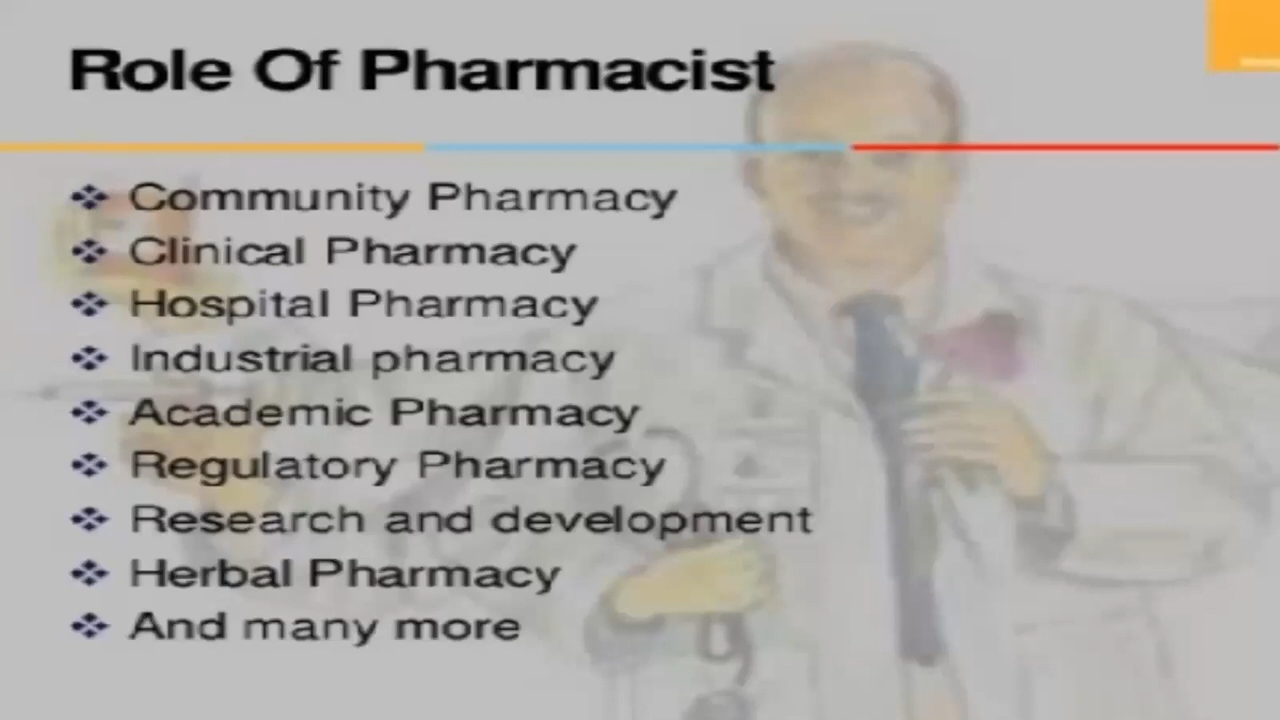 Role Of Pharmacist
Community Pharmacy
Clinical Pharmacy
Hospital Pharmacy
Industrial pharmacy
Academic Pharmacy
Regulatory Pharmacy
Research and development
Herbal Pharmacy
And many more